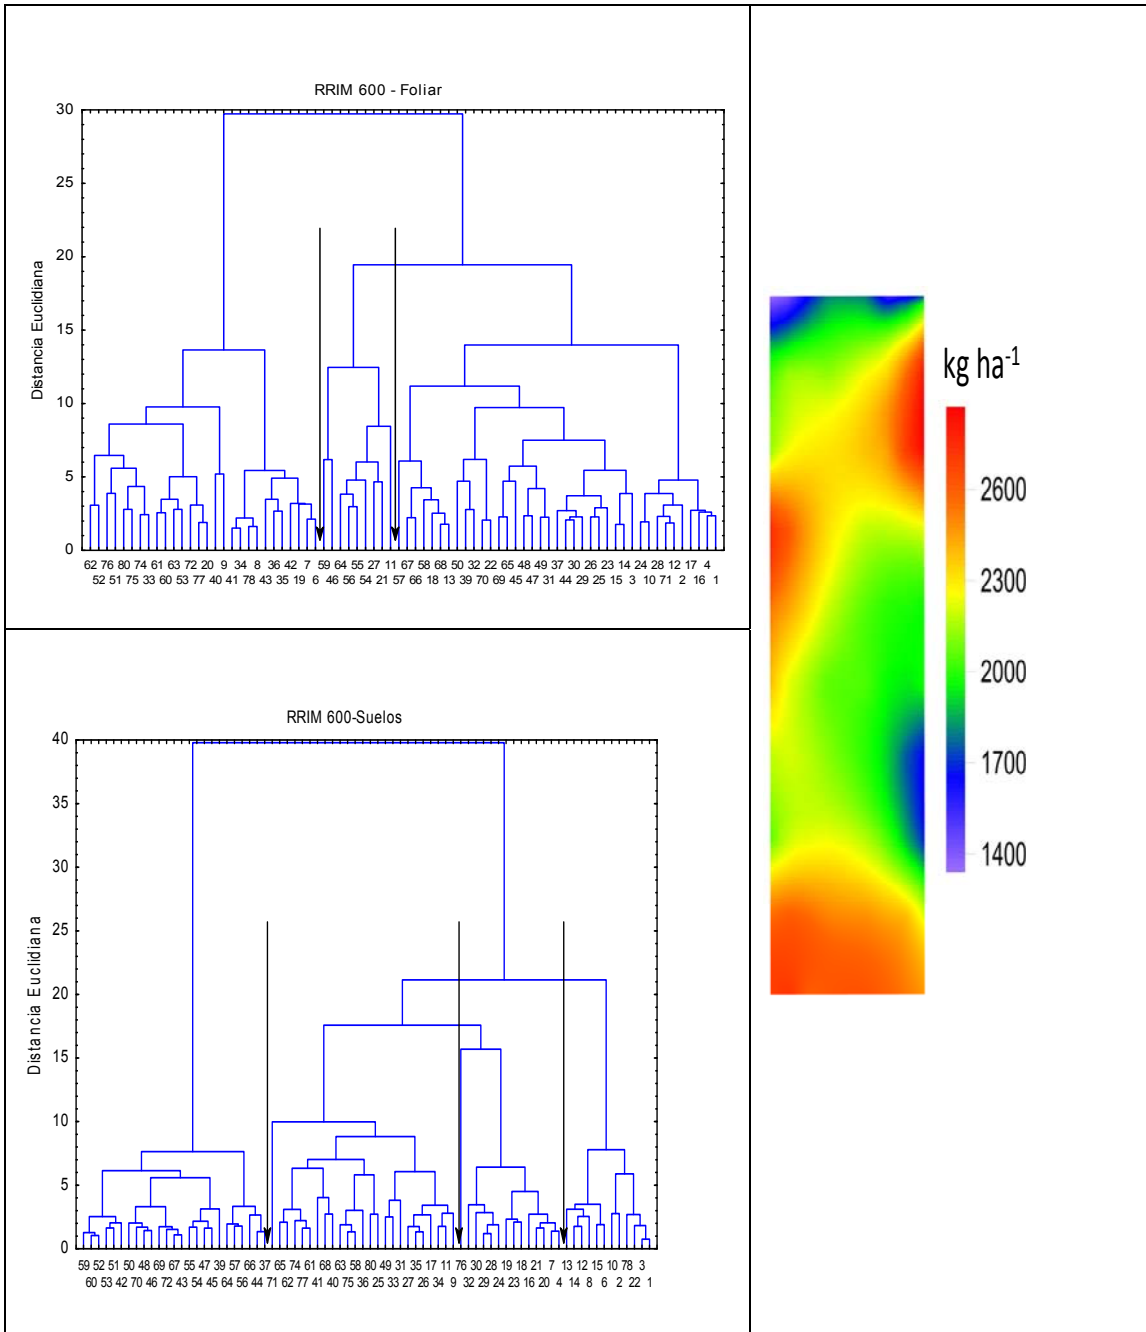 RRIM 600 - Foliar
30
25
20
15
10
5
0
Distancia Euclidiana
62 76 80 74 61 63 72 20 9 34 8 36 42 7 59 64 55 27 11 67 58 68 50 32 22 65 48 49 37 30 26 23 14 24 28 12 17 4
52 51 75 33 60 53 77 40 41 78 43 35 19 6 46 56 54 21 57 66 18 13 39 70 69 45 47 31 44 29 25 15 3 10 71 2 16 1
RRIM 600-Suelos
40
35
30
25
20
15
10
5
0
Distancia Euclidiana
59 52 51 50 48 69 67 55 47 39 57 66 37 65 74 61 68 63 58 80 49 31 35 17 11 76 30 28 19 18 21 7 13 12 15 10 78 3
60 53 42 70 46 72 43 54 45 64 56 44 71 62 77 41 40 75 36 25 33 27 26 34 9 32 29 24 23 16 20 4 14 8 6 2 22 1
kg ha-1
2600
2300
2000
1700
1400